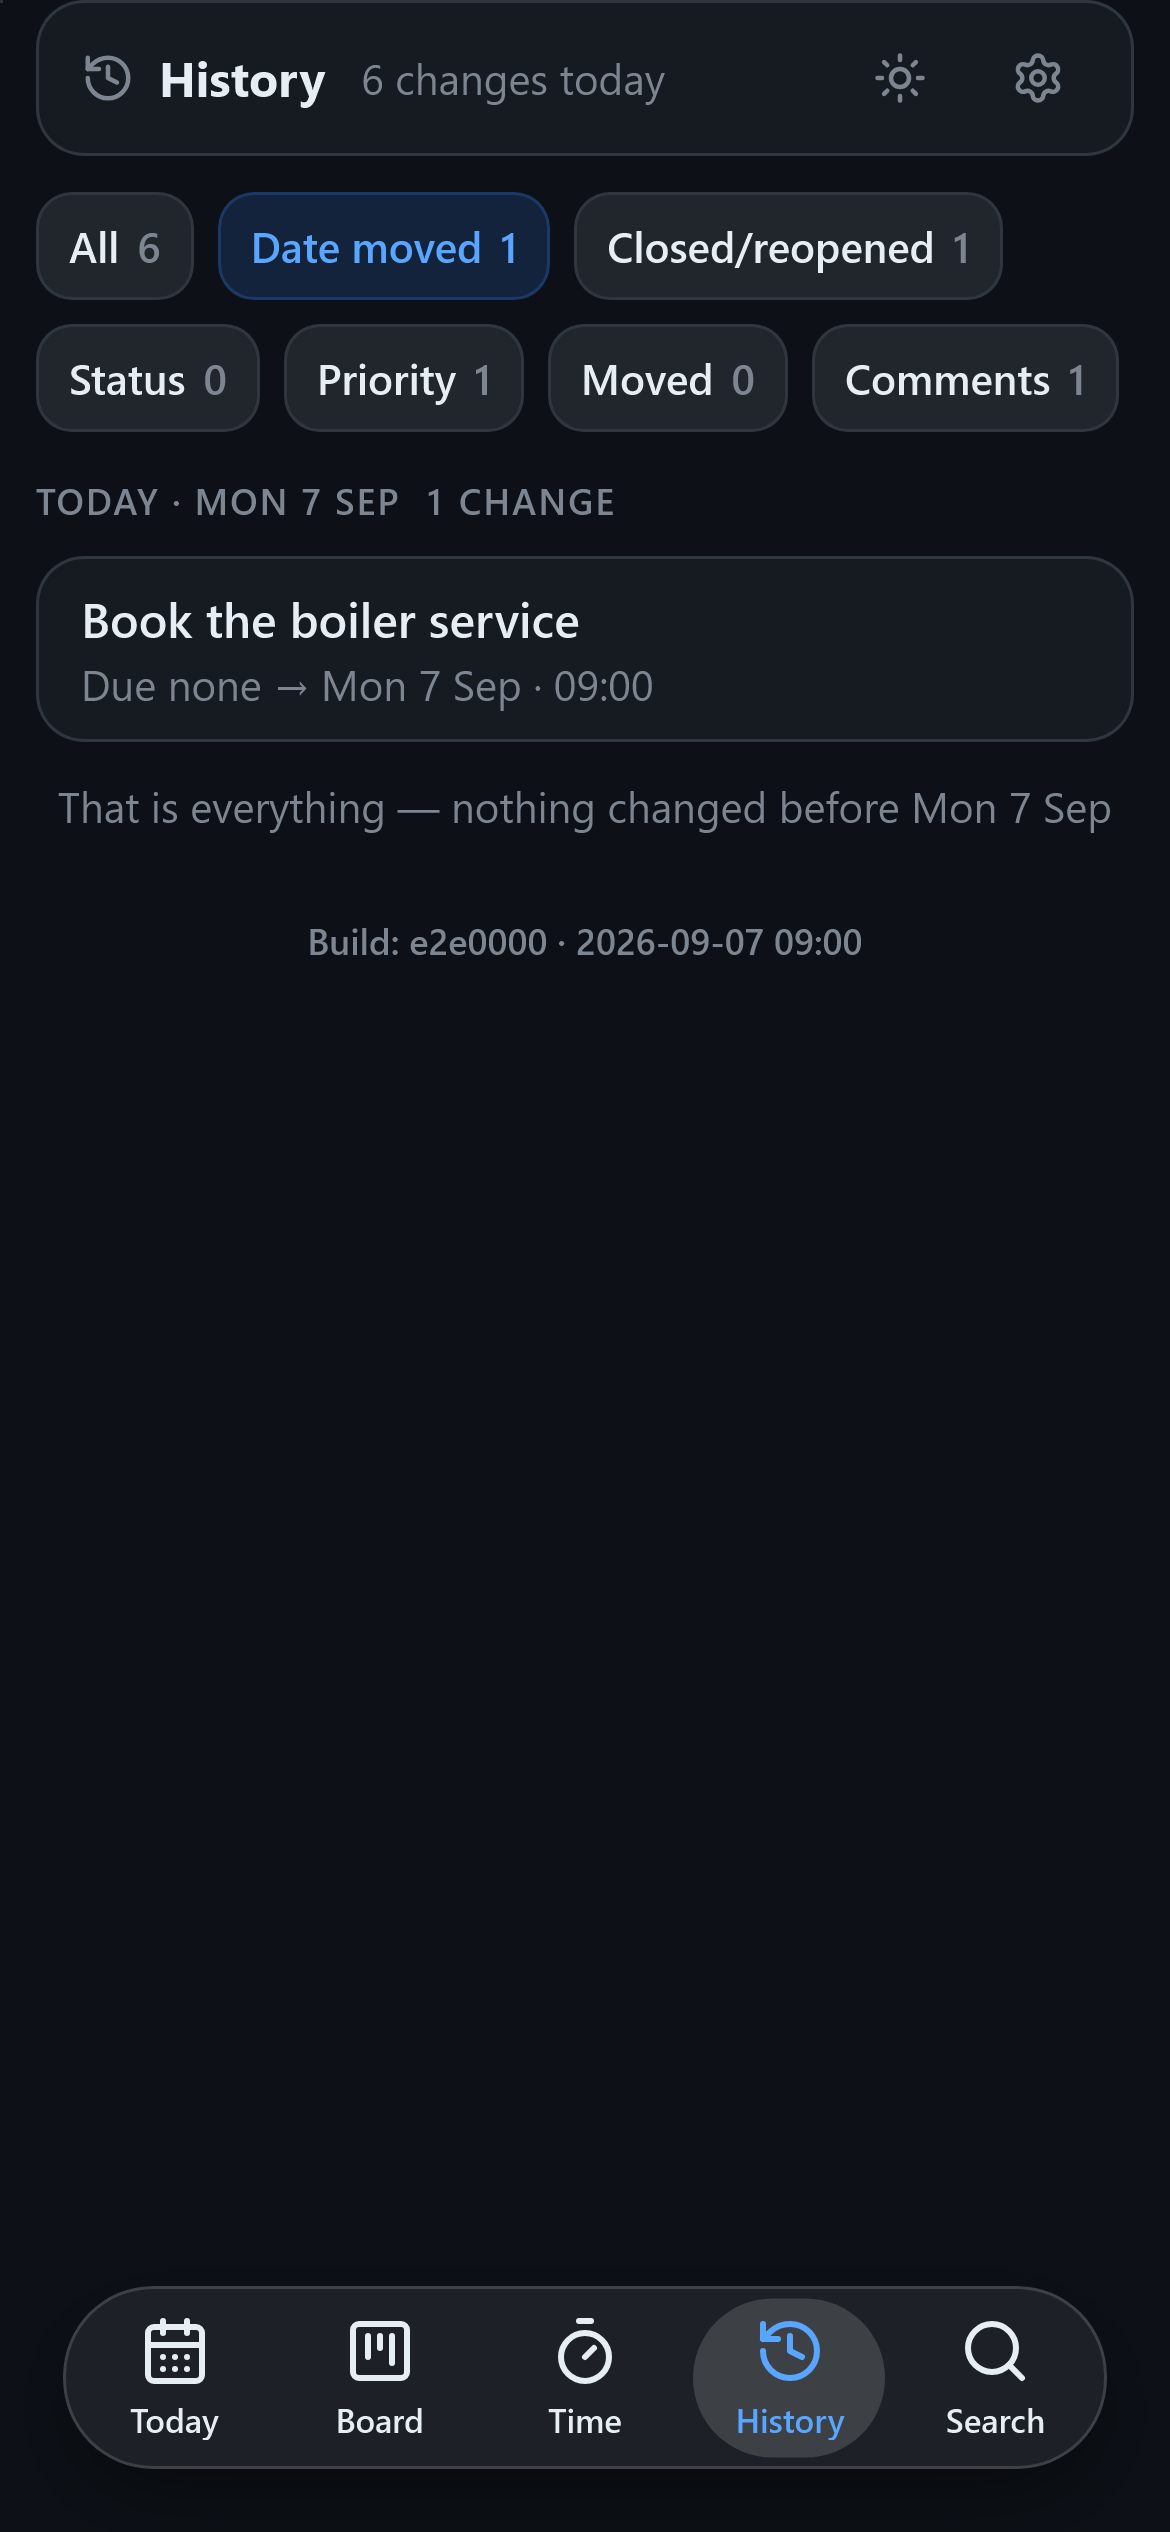 History 6 changes today
All 6 Date moved 1 Closed/reopened 1
Status 0 Priority 1 Moved 0 Comments 1
TODAY · MON 7 SEP 1 CHANGE
Book the boiler service
Due none → Mon 7 Sep · 09:00
That is everything — nothing changed before Mon 7 Sep
Build: e2e0000 · 2026-09-07 09:00
Today Board Time History Search